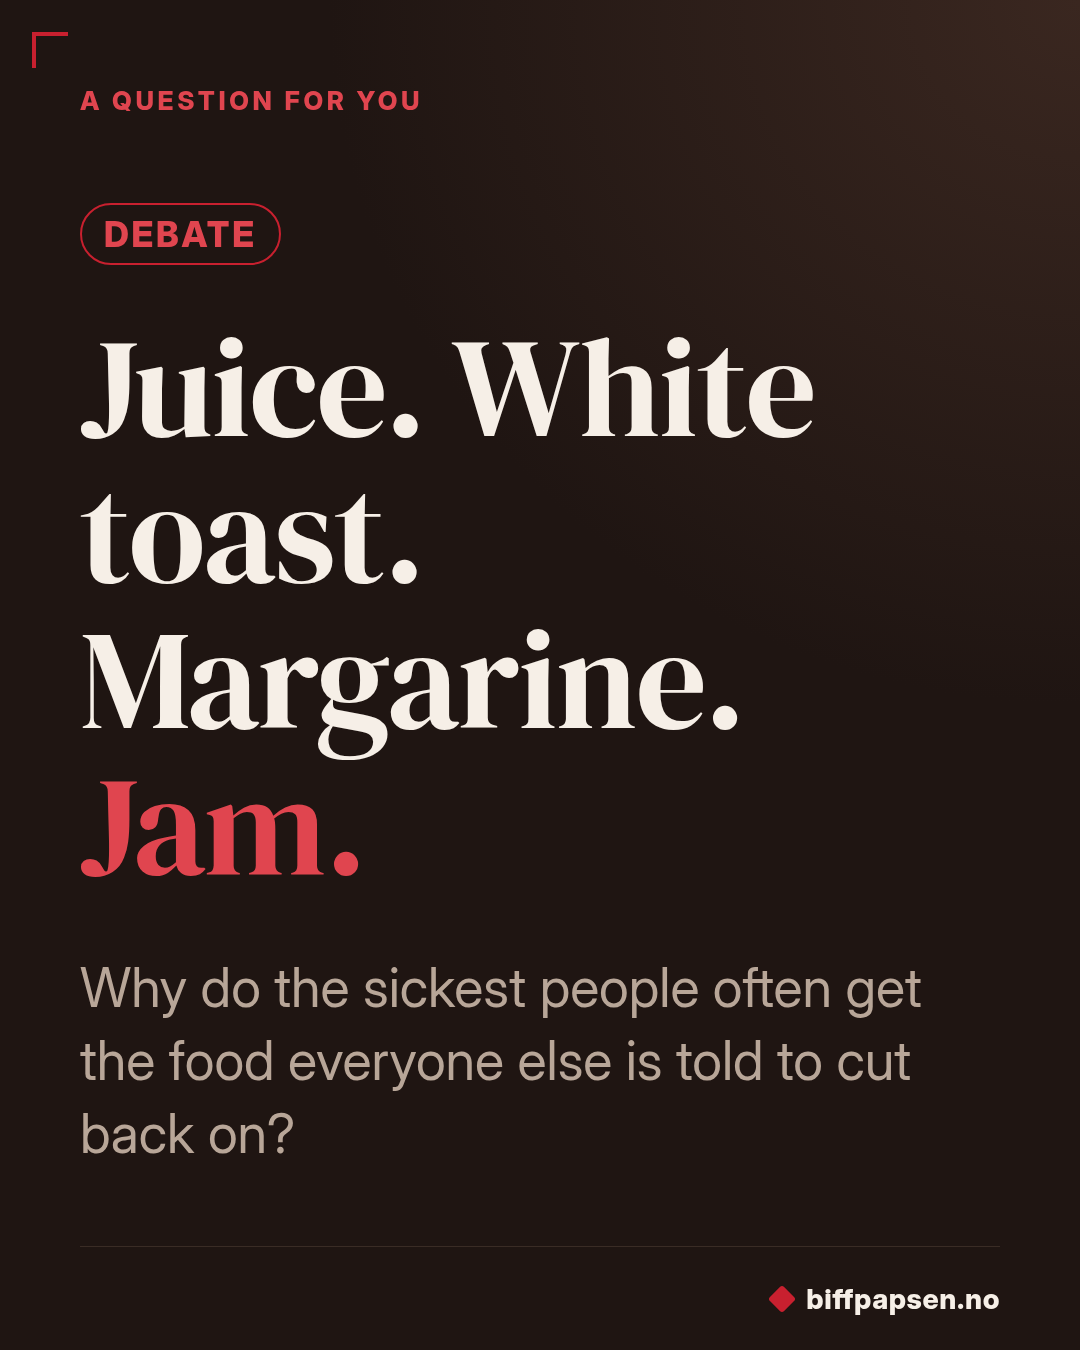 A QUESTION FOR YOU
DEBATE
Juice. White
toast.
Margarine.
Jam.
Why do the sickest people often get
the food everyone else is told to cut
back on?
biffpapsen.no